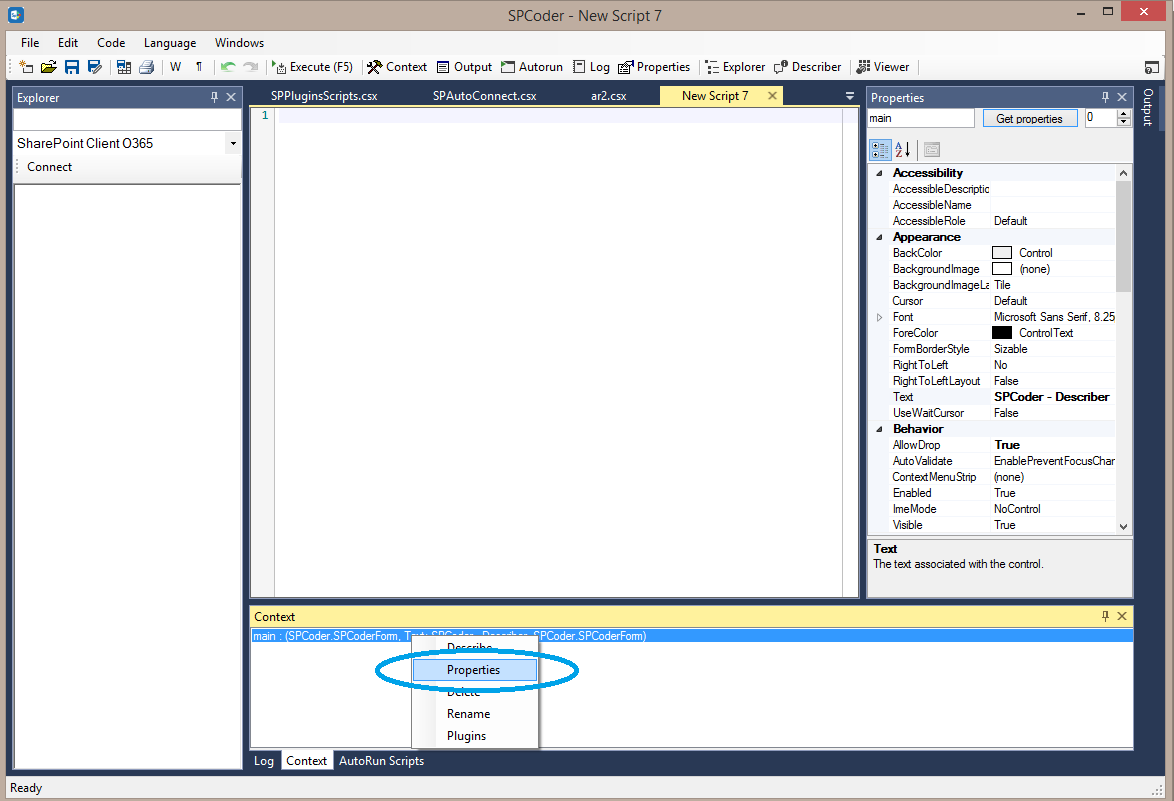 SPCoder - New Script 7
File Edit Code Language Windows
W ¶ Execute (F5) Context Output Autorun Log Properties Explorer Describer Viewer
Explorer
SharePoint Client O365
Connect
SPPluginsScripts.csx SPAutoConnect.csx ar2.csx New Script 7
1
Properties
main Get properties 0
Accessibility
AccessibleDescriptio
AccessibleName
AccessibleRole Default
Appearance
BackColor Control
BackgroundImage (none)
BackgroundImageLa Tile
Cursor Default
Font Microsoft Sans Serif, 8.25
ForeColor ControlText
FormBorderStyle Sizable
RightToLeft No
RightToLeftLayout False
Text SPCoder - Describer
UseWaitCursor False
Behavior
AllowDrop True
AutoValidate EnablePreventFocusChar
ContextMenuStrip (none)
Enabled True
ImeMode NoControl
Visible True
Text
The text associated with the control.
Output
Context
main : (SPCoder.SPCoderForm, Text: SPCoder - Describer, SPCoder.SPCoderForm)
Describe
Properties
Delete
Rename
Plugins
Log Context AutoRun Scripts
Ready